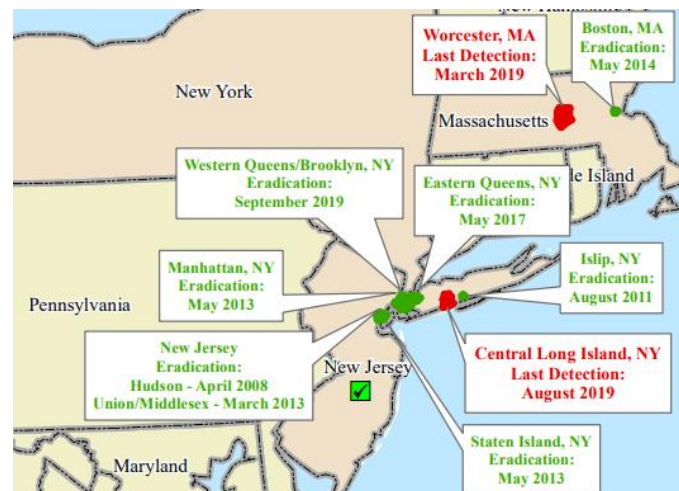 Worcester, MA
Last Detection:
March 2019
Boston, MA
Eradication:
May 2014
New York
Massachusetts
Western Queens/Brooklyn, NY
Eradication:
September 2019
Eastern Queens, NY
Eradication:
May 2017
de Island
Manhattan, NY
Eradication:
May 2013
Islip, NY
Eradication:
August 2011
Pennsylvania
New Jersey
Eradication:
Hudson - April 2008
Union/Middlesex - March 2013
New Jersey
Central Long Island, NY
Last Detection:
August 2019
Staten Island, NY
Eradication:
May 2013
Maryland